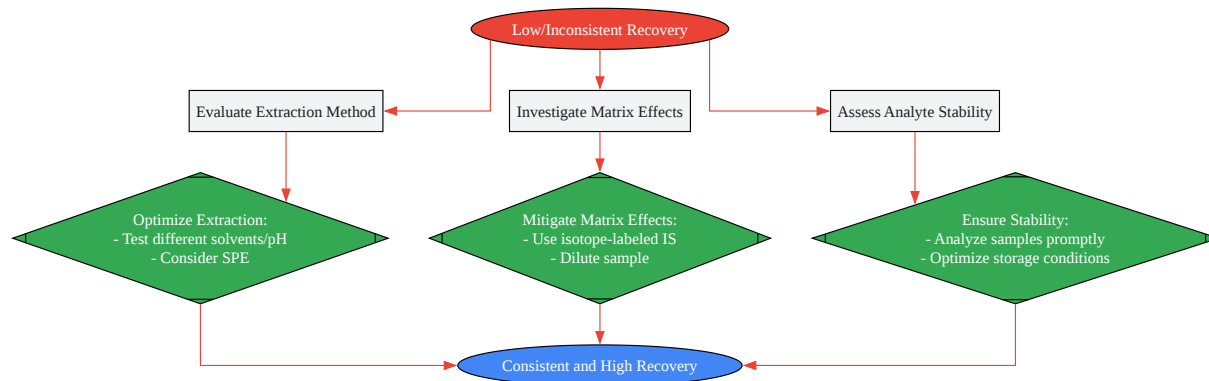 Low/Inconsistent Recovery
Evaluate Extraction Method
Investigate Matrix Effects
Assess Analyte Stability
Optimize Extraction:
- Test different solvents/pH
- Consider SPE
Mitigate Matrix Effects:
- Use isotope-labeled IS
- Dilute sample
Ensure Stability:
- Analyze samples promptly
- Optimize storage conditions
Consistent and High Recovery